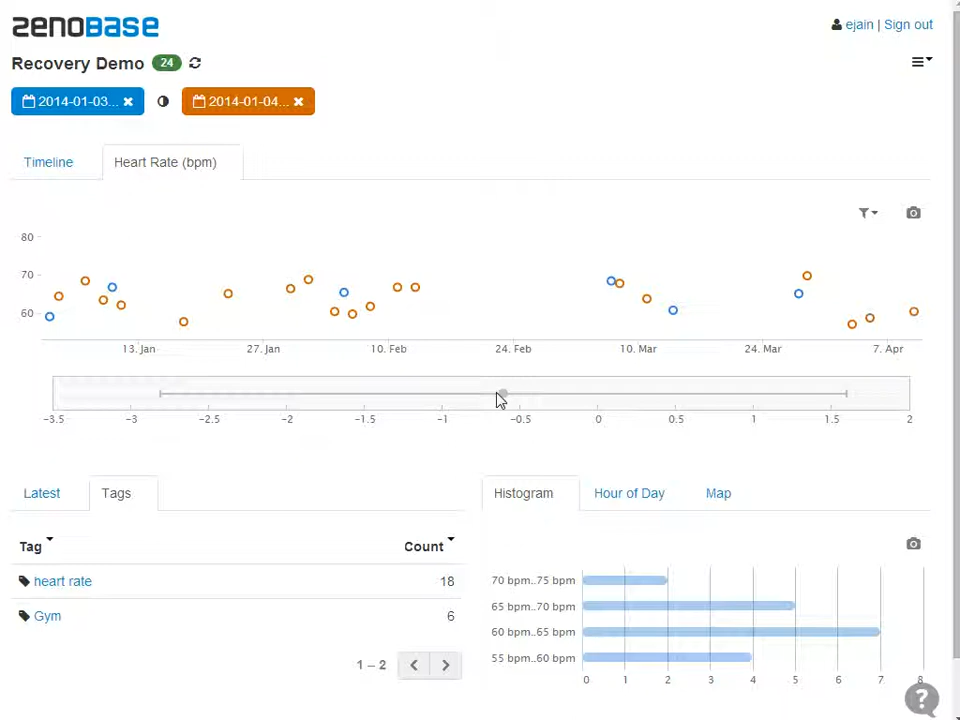 zenobase
ejain | Sign out
Recovery Demo 24
2014-01-03... 2014-01-04...
Timeline Heart Rate (bpm)
80
70
60
13. Jan 27. Jan 10. Feb 24. Feb 10. Mar 24. Mar 7. Apr
-3.5 -3 -2.5 -2 -1.5 -1 -0.5 0 0.5 1 1.5 2
Latest Tags
Histogram Hour of Day Map
Tag Count
heart rate 18
Gym 6
1 – 2
70 bpm..75 bpm
65 bpm..70 bpm
60 bpm..65 bpm
55 bpm..60 bpm
0 1 2 3 4 5 6 7 8
?